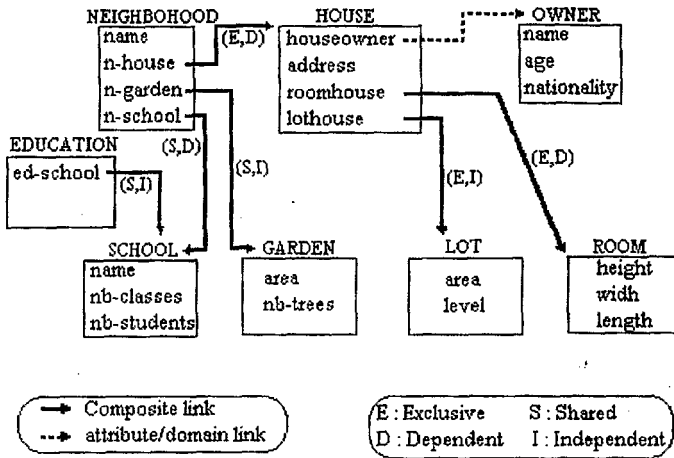 NEIGHBOHOOD
name
n-house
n-garden
n-school
(E,D)
HOUSE
houseowner
address
roomhouse
lothouse
OWNER
name
age
nationality
EDUCATION
ed-school
(S,I)
(S,D)
(S,I)
(E,I)
(E,D)
SCHOOL
name
nb-classes
nb-students
GARDEN
area
nb-trees
LOT
area
level
ROOM
height
widh
length
Composite link
attribute/domain link
E : Exclusive S : Shared
D : Dependent I : Independent